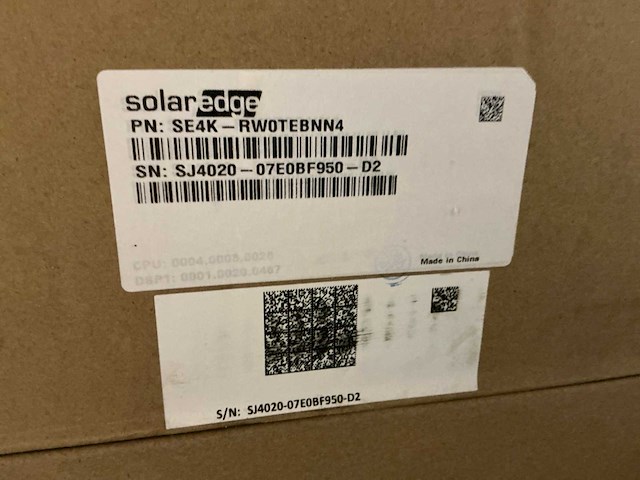 solaredge
PN: SE4K-RW0TEBNN4
SN: SJ4020-07E0BF950-D2
Made in China
S/N: SJ4020-07E0BF950-D2